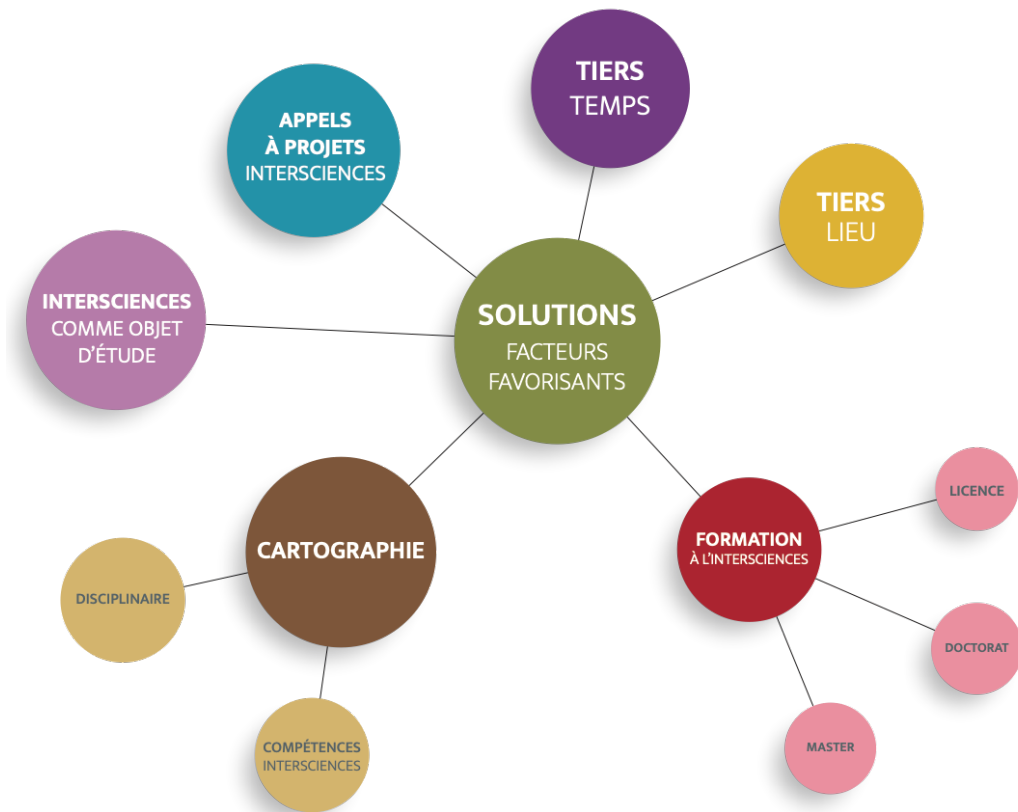 TIERS
TEMPS
APPELS
À PROJETS
INTERSCIENCES
TIERS
LIEU
INTERSCIENCES
COMME OBJET
D'ÉTUDE
SOLUTIONS
FACTEURS
FAVORISANTS
CARTOGRAPHIE
DISCIPLINAIRE
COMPÉTENCES
INTERSCIENCES
FORMATION
À L'INTERSCIENCES
LICENCE
DOCTORAT
MASTER